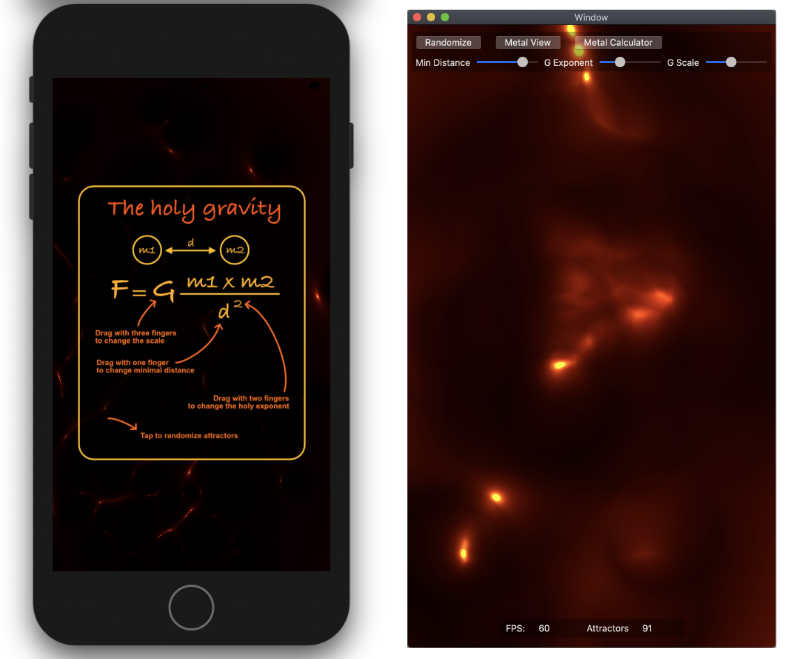 The holy gravity
m1
d
m2
F = G m1 x m2
d 2
Drag with three fingers
to change the scale
Drag with one finger
to change minimal distance
Drag with two fingers
to change the holy exponent
Tap to randomize attractors
Window
Randomize
Metal View
Metal Calculator
Min Distance
G Exponent
G Scale
FPS: 60
Attractors 91